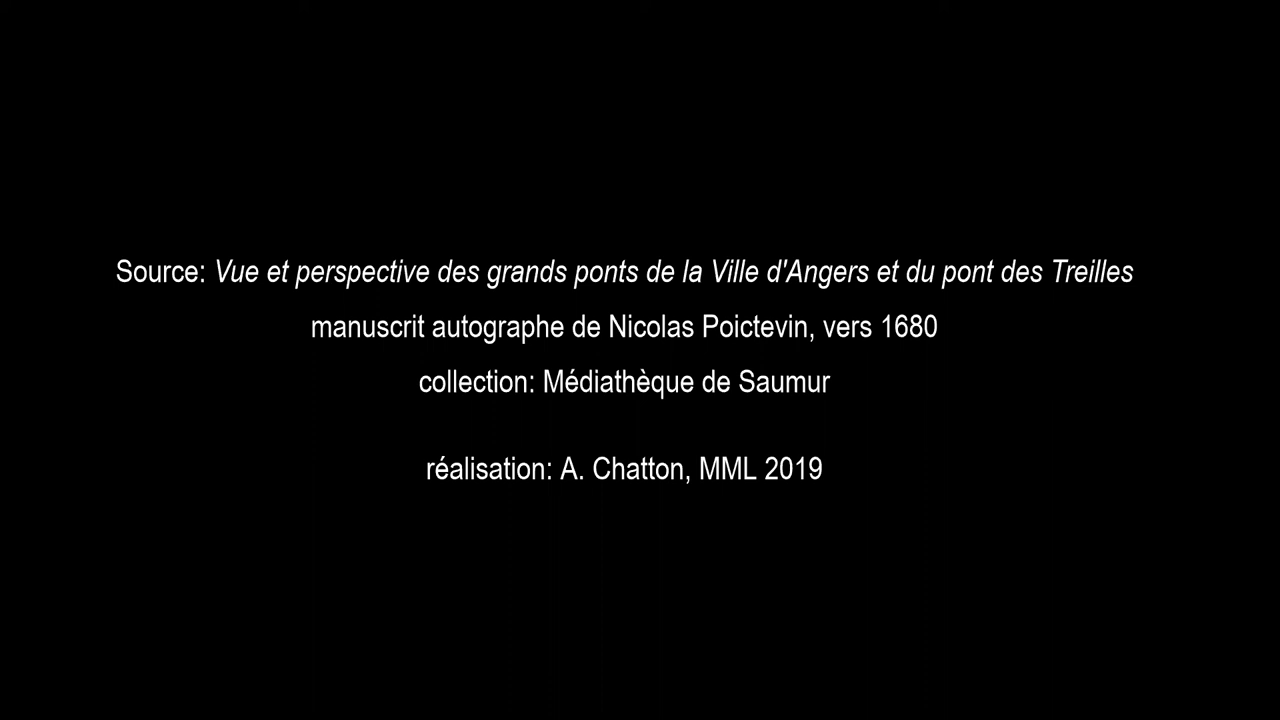 Source: Vue et perspective des grands ponts de la Ville d'Angers et du pont des Treilles
manuscrit autographe de Nicolas Poictevin, vers 1680
collection: Médiathèque de Saumur
réalisation: A. Chatton, MML 2019